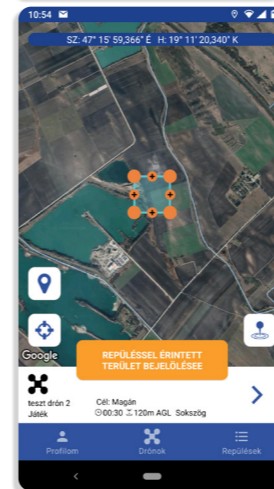 10:54
SZ: 47° 15' 59,366" É H: 19° 11' 20,340" K
Google
REPÜLÉSSEL ÉRINTETT
TERÜLET BEJELÖLÉSEE
teszt drón 2
Játék
Cél: Magán
00:30 120m AGL Sokszög
Profilom
Drónok
Repülések